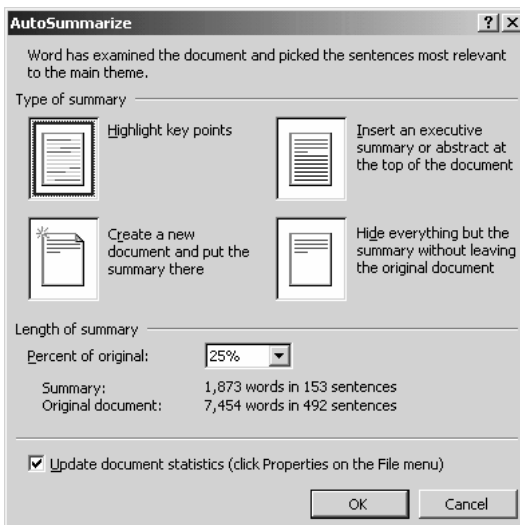 AutoSummarize
Word has examined the document and picked the sentences most relevant
to the main theme.
Type of summary
Highlight key points
Insert an executive
summary or abstract at
the top of the document
Create a new
document and put the
summary there
Hide everything but the
summary without leaving
the original document
Length of summary
Percent of original: 25%
Summary: 1,873 words in 153 sentences
Original document: 7,454 words in 492 sentences
Update document statistics (click Properties on the File menu)
OK Cancel